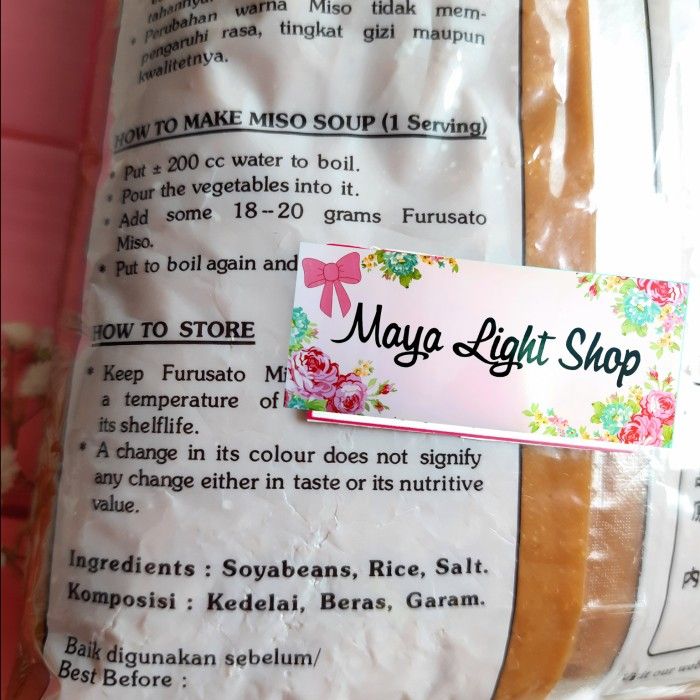 tahannya
* Perubahan warna Miso tidak mem-
pengaruhi rasa, tingkat gizi maupun
kwalitetnya.
HOW TO MAKE MISO SOUP (1 Serving)
* Put ± 200 cc water to boil.
* Pour the vegetables into it.
* Add some 18--20 grams Furusato
Miso.
* Put to boil again and
Maya Light Shop
HOW TO STORE
* Keep Furusato Mi
a temperature of
its shelflife.
* A change in its colour does not signify
any change either in taste or its nutritive
value.
Ingredients : Soyabeans, Rice, Salt.
Komposisi : Kedelai, Beras, Garam.
Baik digunakan sebelum/
Best Before :
内